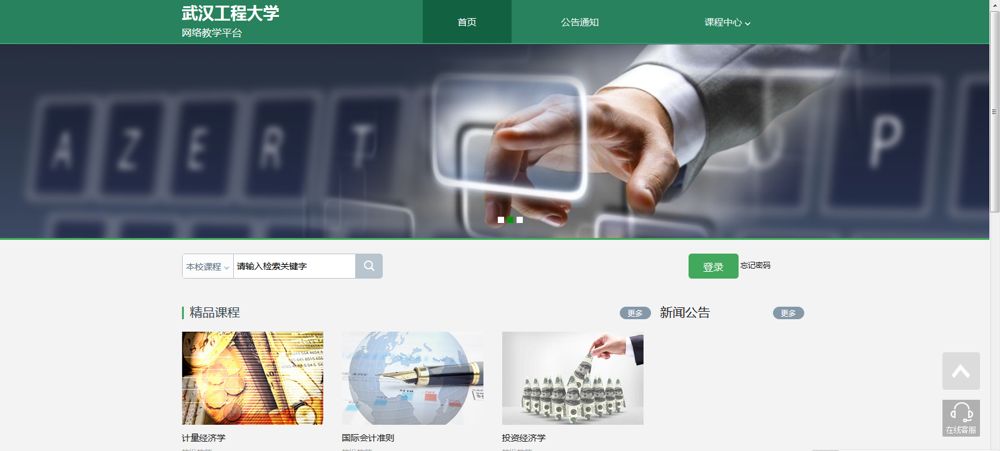 武汉工程大学
网络教学平台
首页
公告通知
课程中心
A Z E R T
O P
本校课程
请输入检索关键字
登录
忘记密码
精品课程
更多
新闻公告
更多
计量经济学
国际会计准则
投资经济学
在线客服